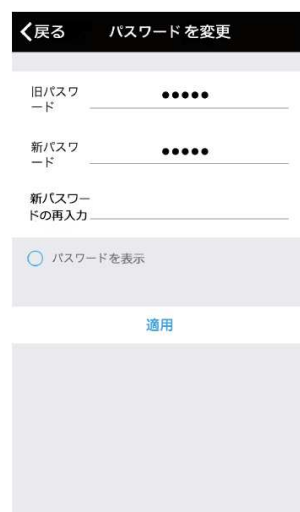 戻る パスワードを変更
旧パスワ
ード •••••
新パスワ
ード •••••
新パスワー
ドの再入力
パスワードを表示
適用